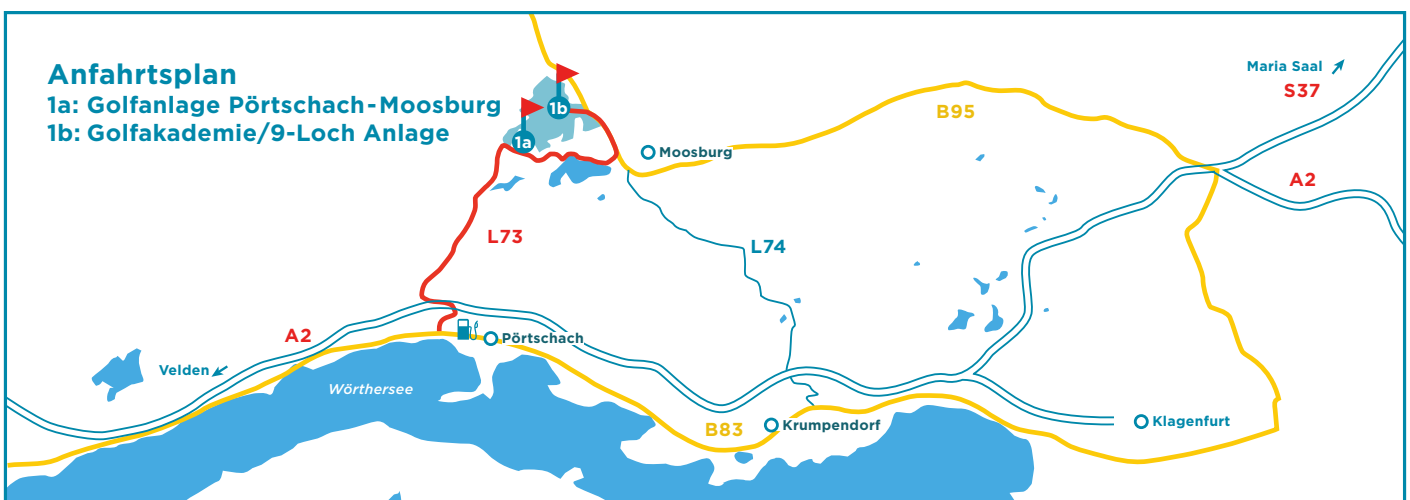 Anfahrtsplan
1a: Golfanlage Pörtschach-Moosburg
1b: Golfakademie/9-Loch Anlage
Maria Saal
S37
B95
1b
1a
Moosburg
A2
L73
L74
A2
Pörtschach
Velden
Wörthersee
B83
Krumpendorf
Klagenfurt